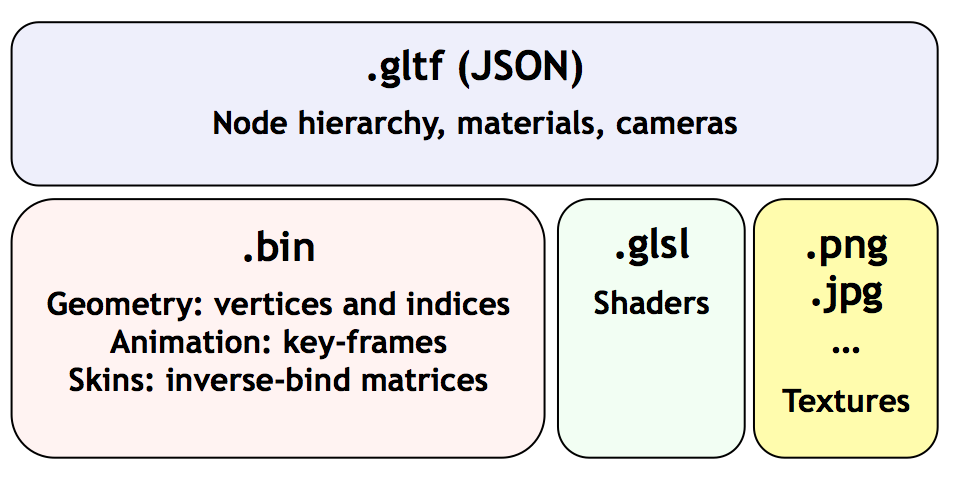 .gltf (JSON)
Node hierarchy, materials, cameras
.bin
Geometry: vertices and indices
Animation: key-frames
Skins: inverse-bind matrices
.glsl
Shaders
.png
.jpg
...
Textures